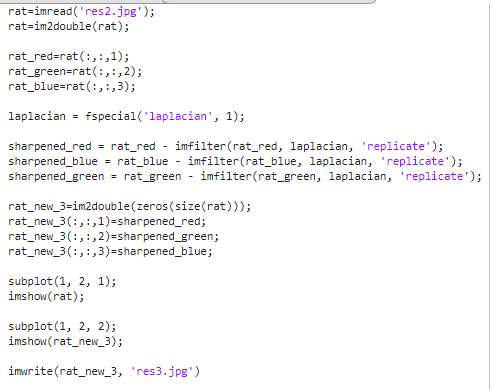 rat=imread('res2.jpg');
rat=im2double(rat);
rat_red=rat(:,:,1);
rat_green=rat(:,:,2);
rat_blue=rat(:,:,3);
laplacian = fspecial('laplacian', 1);
sharpened_red = rat_red - imfilter(rat_red, laplacian, 'replicate');
sharpened_blue = rat_blue - imfilter(rat_blue, laplacian, 'replicate');
sharpened_green = rat_green - imfilter(rat_green, laplacian, 'replicate');
rat_new_3=im2double(zeros(size(rat)));
rat_new_3(:,:,1)=sharpened_red;
rat_new_3(:,:,2)=sharpened_green;
rat_new_3(:,:,3)=sharpened_blue;
subplot(1, 2, 1);
imshow(rat);
subplot(1, 2, 2);
imshow(rat_new_3);
imwrite(rat_new_3, 'res3.jpg')